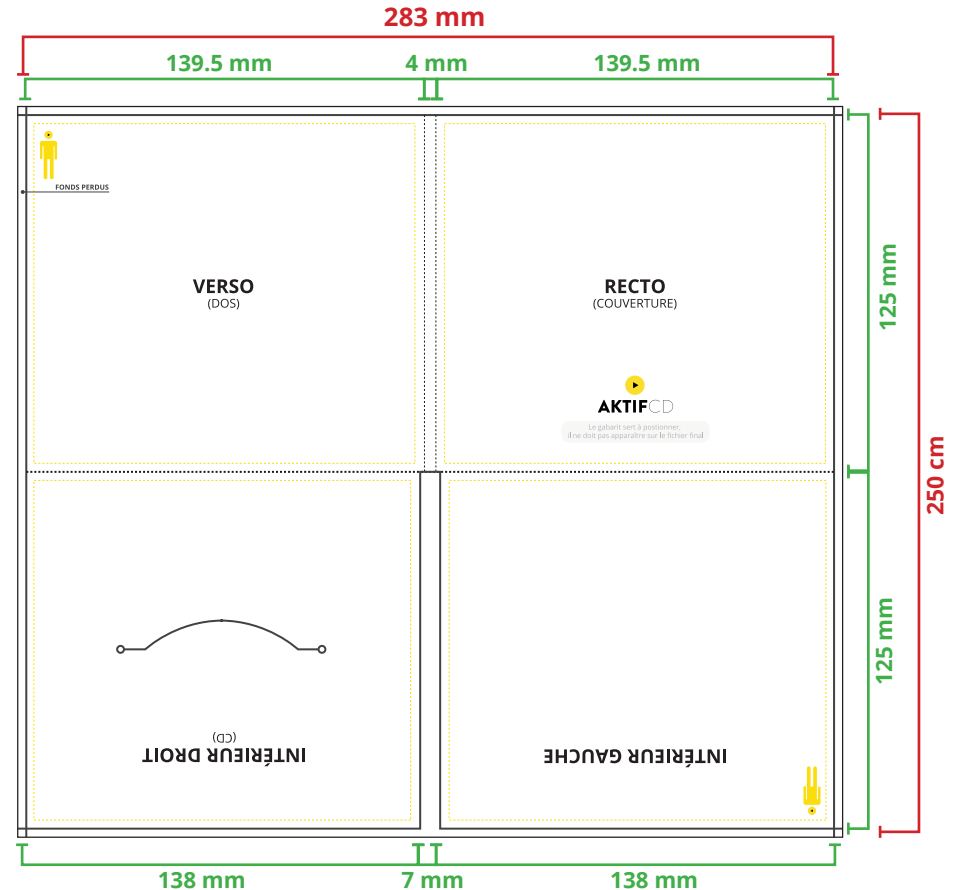 283 mm
139.5 mm
4 mm
139.5 mm
FONDS PERDUS
VERSO
(DOS)
RECTO
(COUVERTURE)
AKTIFCD
Le gabarit sert à postionner,
il ne doit pas apparaître sur le fichier final
125 mm
250 cm
125 mm
(CD)
INTÉRIEUR DROIT
INTÉRIEUR GAUCHE
138 mm
7 mm
138 mm